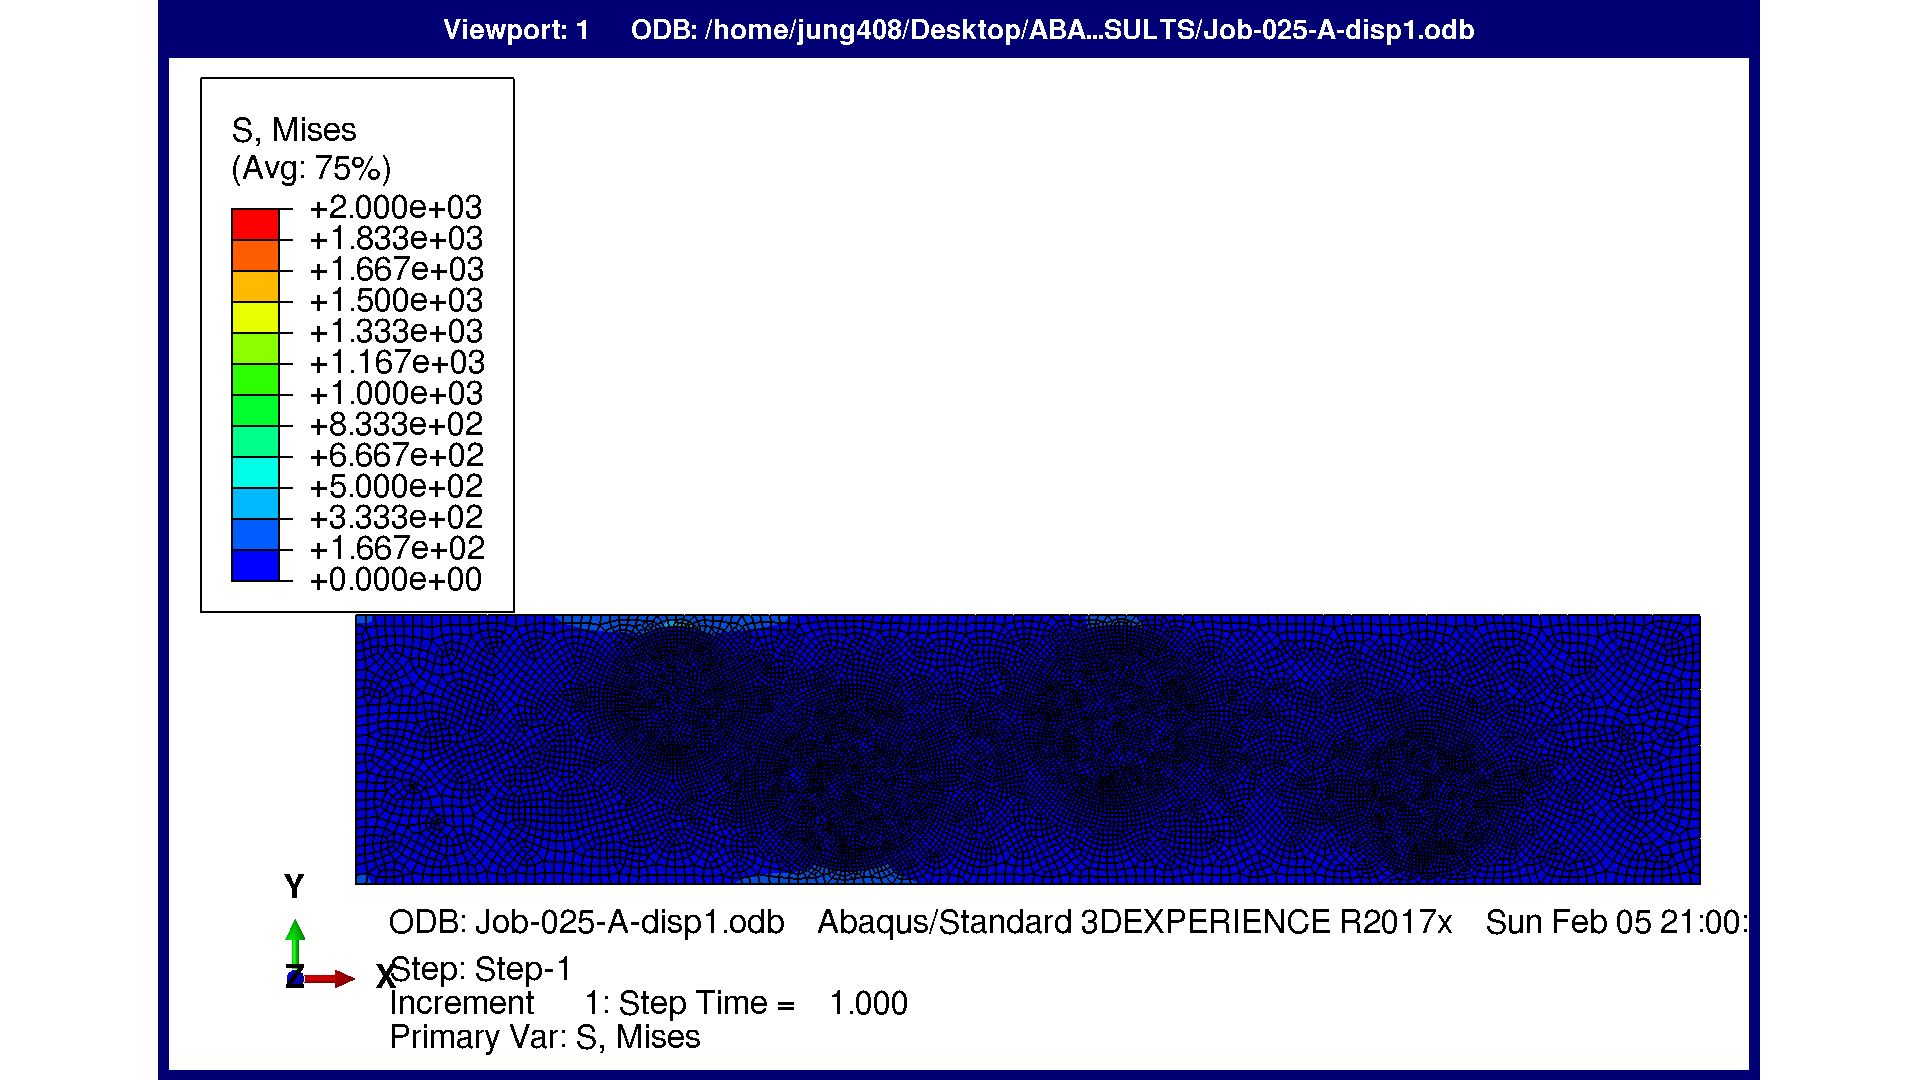 Viewport: 1 ODB: /home/jung408/Desktop/ABA...SULTS/Job-025-A-disp1.odb
S, Mises
(Avg: 75%)
+2.000e+03
+1.833e+03
+1.667e+03
+1.500e+03
+1.333e+03
+1.167e+03
+1.000e+03
+8.333e+02
+6.667e+02
+5.000e+02
+3.333e+02
+1.667e+02
+0.000e+00
Y
Z
X
ODB: Job-025-A-disp1.odb Abaqus/Standard 3DEXPERIENCE R2017x Sun Feb 05 21:00:
Step: Step-1
Increment 1: Step Time = 1.000
Primary Var: S, Mises